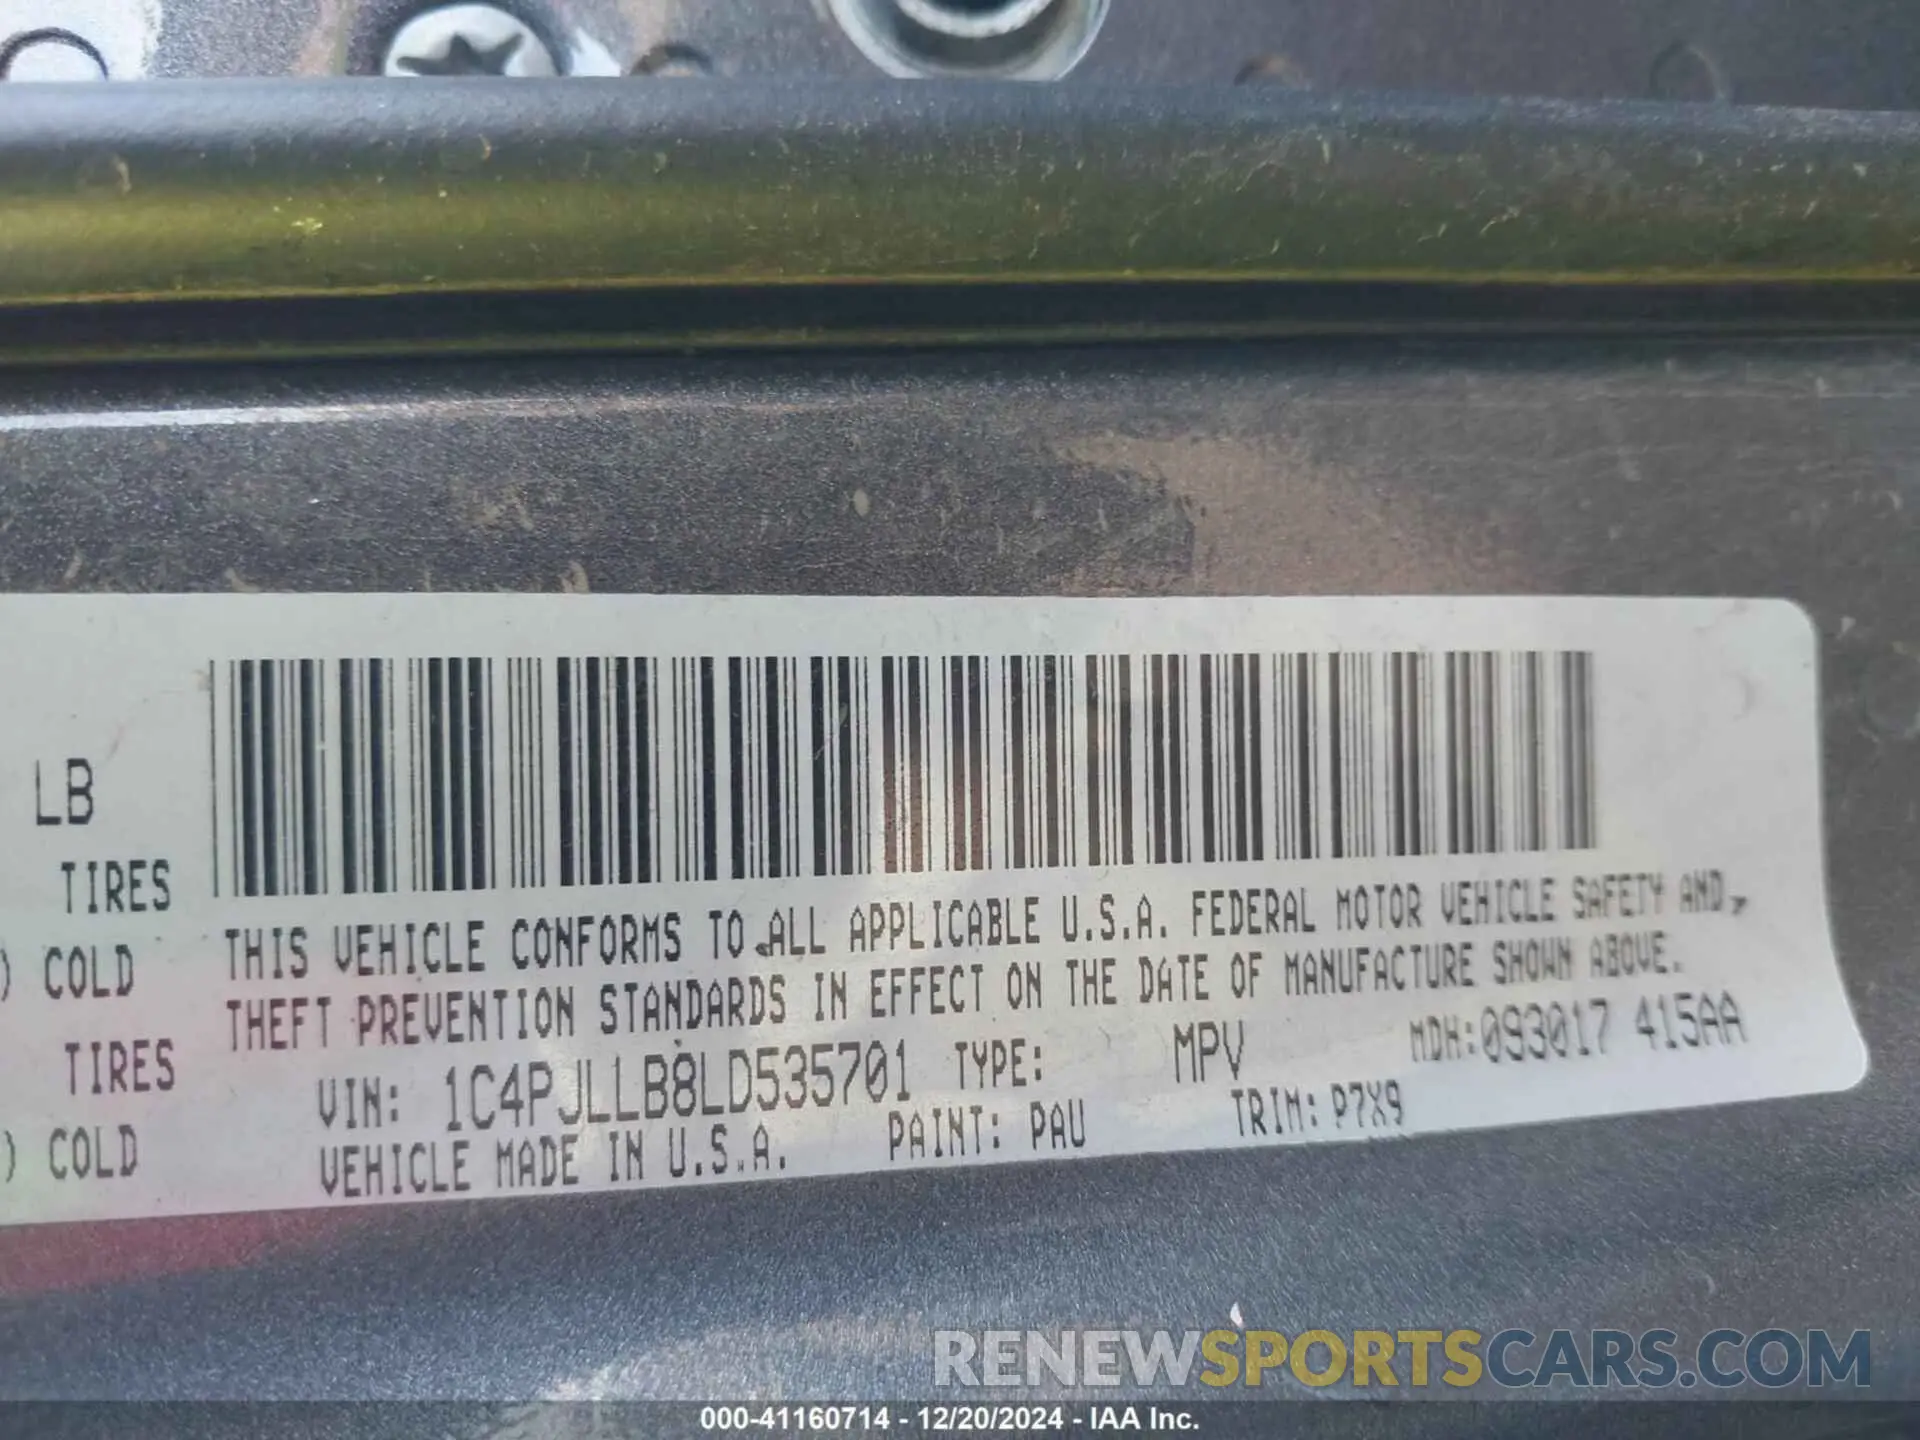 LB
TIRES
) COLD
TIRES
) COLD
THIS VEHICLE CONFORMS TO ALL APPLICABLE U.S.A. FEDERAL MOTOR VEHICLE SAFETY AND
THEFT PREVENTION STANDARDS IN EFFECT ON THE DATE OF MANUFACTURE SHOWN ABOVE.
VIN: 1C4PJLLB8LD535701 TYPE: MPV MDH:093017 415AA
VEHICLE MADE IN U.S.A. PAINT: PAU TRIM: P7X9
RENEWSPORTSCARS.COM
000-41160714 - 12/20/2024 - IAA Inc.